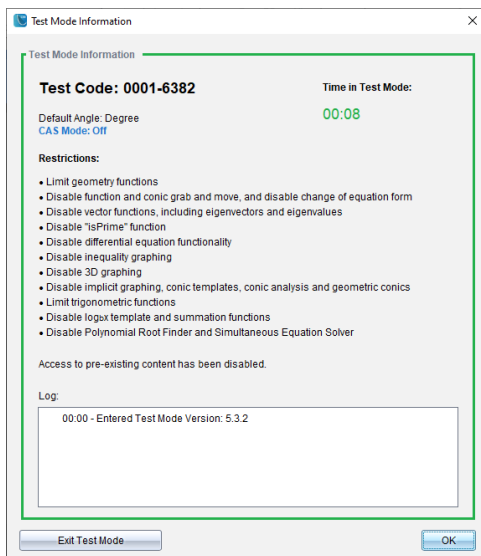 Test Mode Information
Test Mode Information
Test Code: 0001-6382
Time in Test Mode:
00:08
Default Angle: Degree
CAS Mode: Off
Restrictions:
• Limit geometry functions
• Disable function and conic grab and move, and disable change of equation form
• Disable vector functions, including eigenvectors and eigenvalues
• Disable "isPrime" function
• Disable differential equation functionality
• Disable inequality graphing
• Disable 3D graphing
• Disable implicit graphing, conic templates, conic analysis and geometric conics
• Limit trigonometric functions
• Disable logbx template and summation functions
• Disable Polynomial Root Finder and Simultaneous Equation Solver
Access to pre-existing content has been disabled.
Log:
00:00 - Entered Test Mode Version: 5.3.2
Exit Test Mode
OK